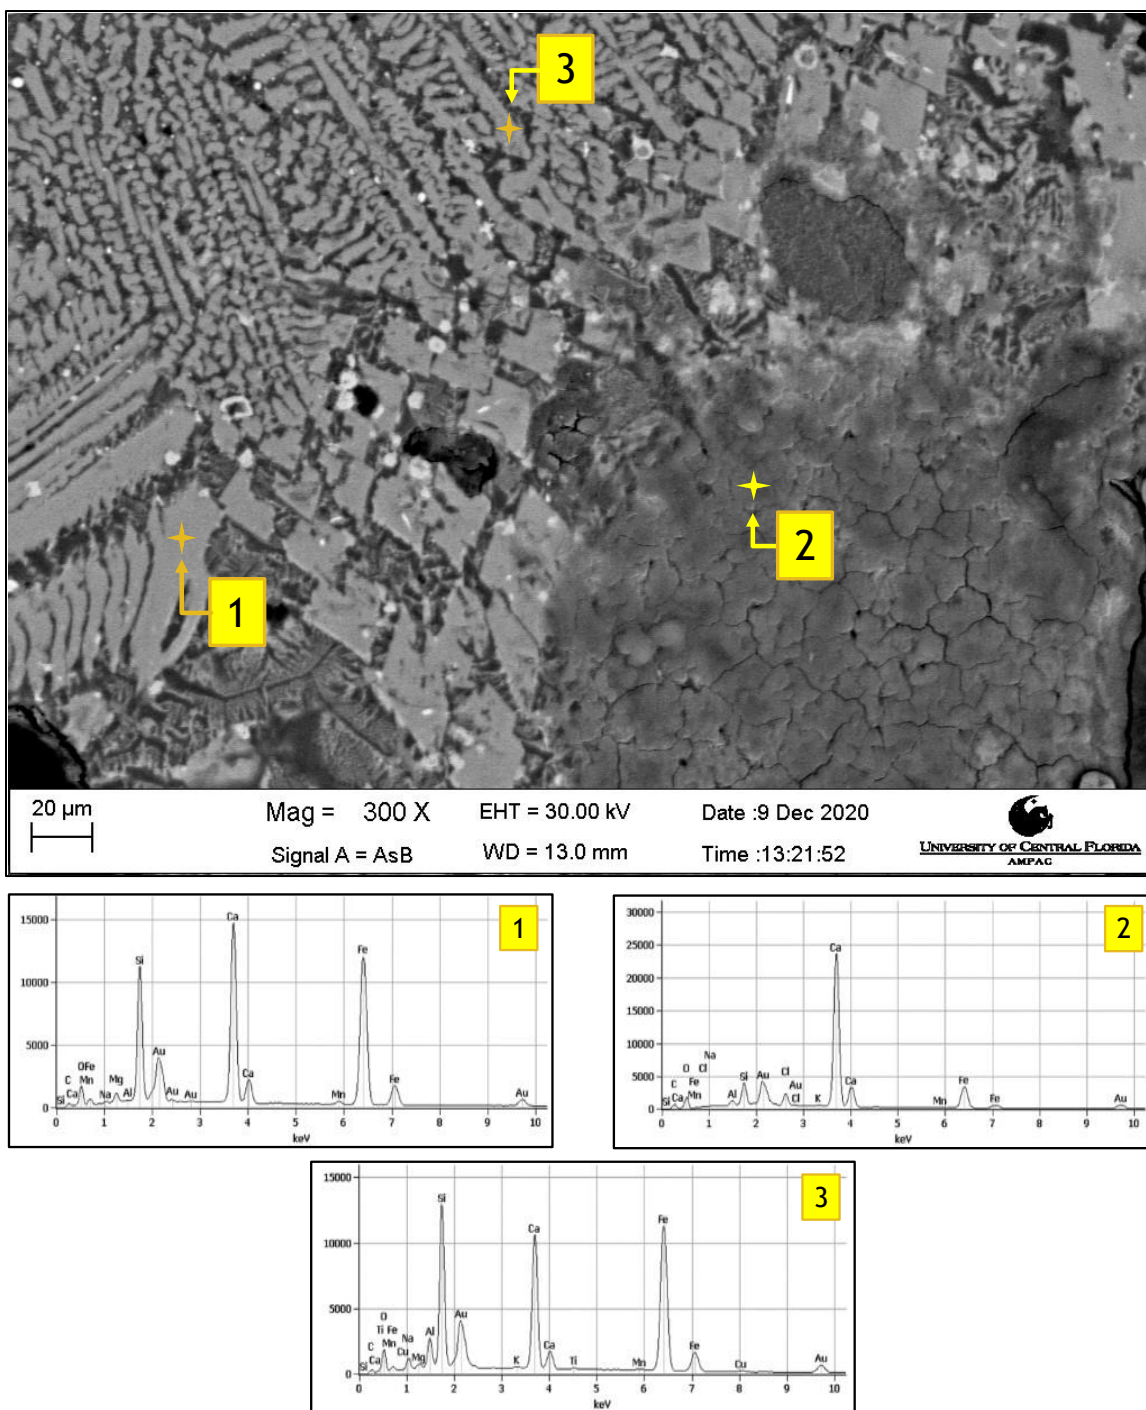 3
2
1
20 µm
Mag = 300 X
EHT = 30.00 kV
Date :9 Dec 2020
Signal A = AsB
WD = 13.0 mm
Time :13:21:52
UNIVERSITY OF CENTRAL FLORIDA
AMPAC
1
15000
10000
5000
0
Si
C
Ca
O Fe
Mn
Na
Mg
Al
Si
Au
Au
Au
Ca
Ca
Mn
Fe
Fe
Au
0 1 2 3 4 5 6 7 8 9 10
keV
2
30000
25000
20000
15000
10000
5000
0
Si
C
Ca
O
Fe
Mn
Na
Cl
Al
Si
Au
Cl
Au
Cl
K
Ca
Ca
Mn
Fe
Fe
Au
0 1 2 3 4 5 6 7 8 9 10
keV
3
15000
10000
5000
0
Si
C
Ca
O
Ti Fe
Mn
Cu
Na
Mg
Al
Si
Au
K
Ca
Ca
Ti
Mn
Fe
Fe
Cu
Au
0 1 2 3 4 5 6 7 8 9 10
keV